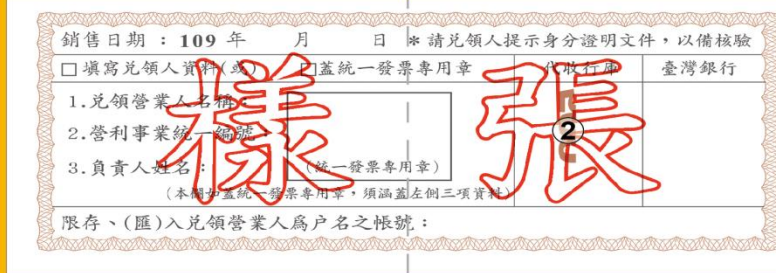 銷售日期 : 109 年 月 日 *請兌領人提示身分證明文件，以備核驗
□填寫兌領人資料(或) □蓋統一發票專用章 代收行庫 臺灣銀行
1.兌領營業人名稱：
2.營利事業統一編號：
3.負責人姓名：
(統一發票專用章)
(本欄加蓋統一發票專用章，須涵蓋左側三項資料)
限存、(匯)入兌領營業人為戶名之帳號：
樣張
2